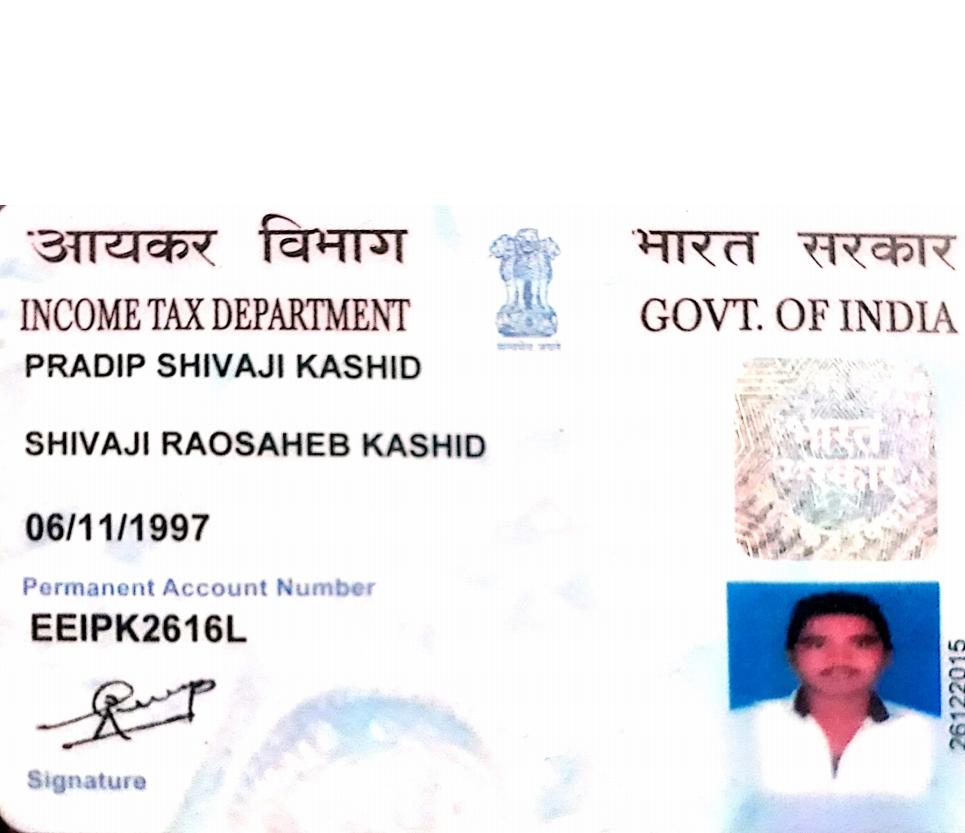 आयकर विभाग
भारत सरकार
INCOME TAX DEPARTMENT
GOVT. OF INDIA
PRADIP SHIVAJI KASHID
SHIVAJI RAOSAHEB KASHID
06/11/1997
Permanent Account Number
EEIPK2616L
Signature
सत्यमेव जयते
भारत
सरकार
26122015